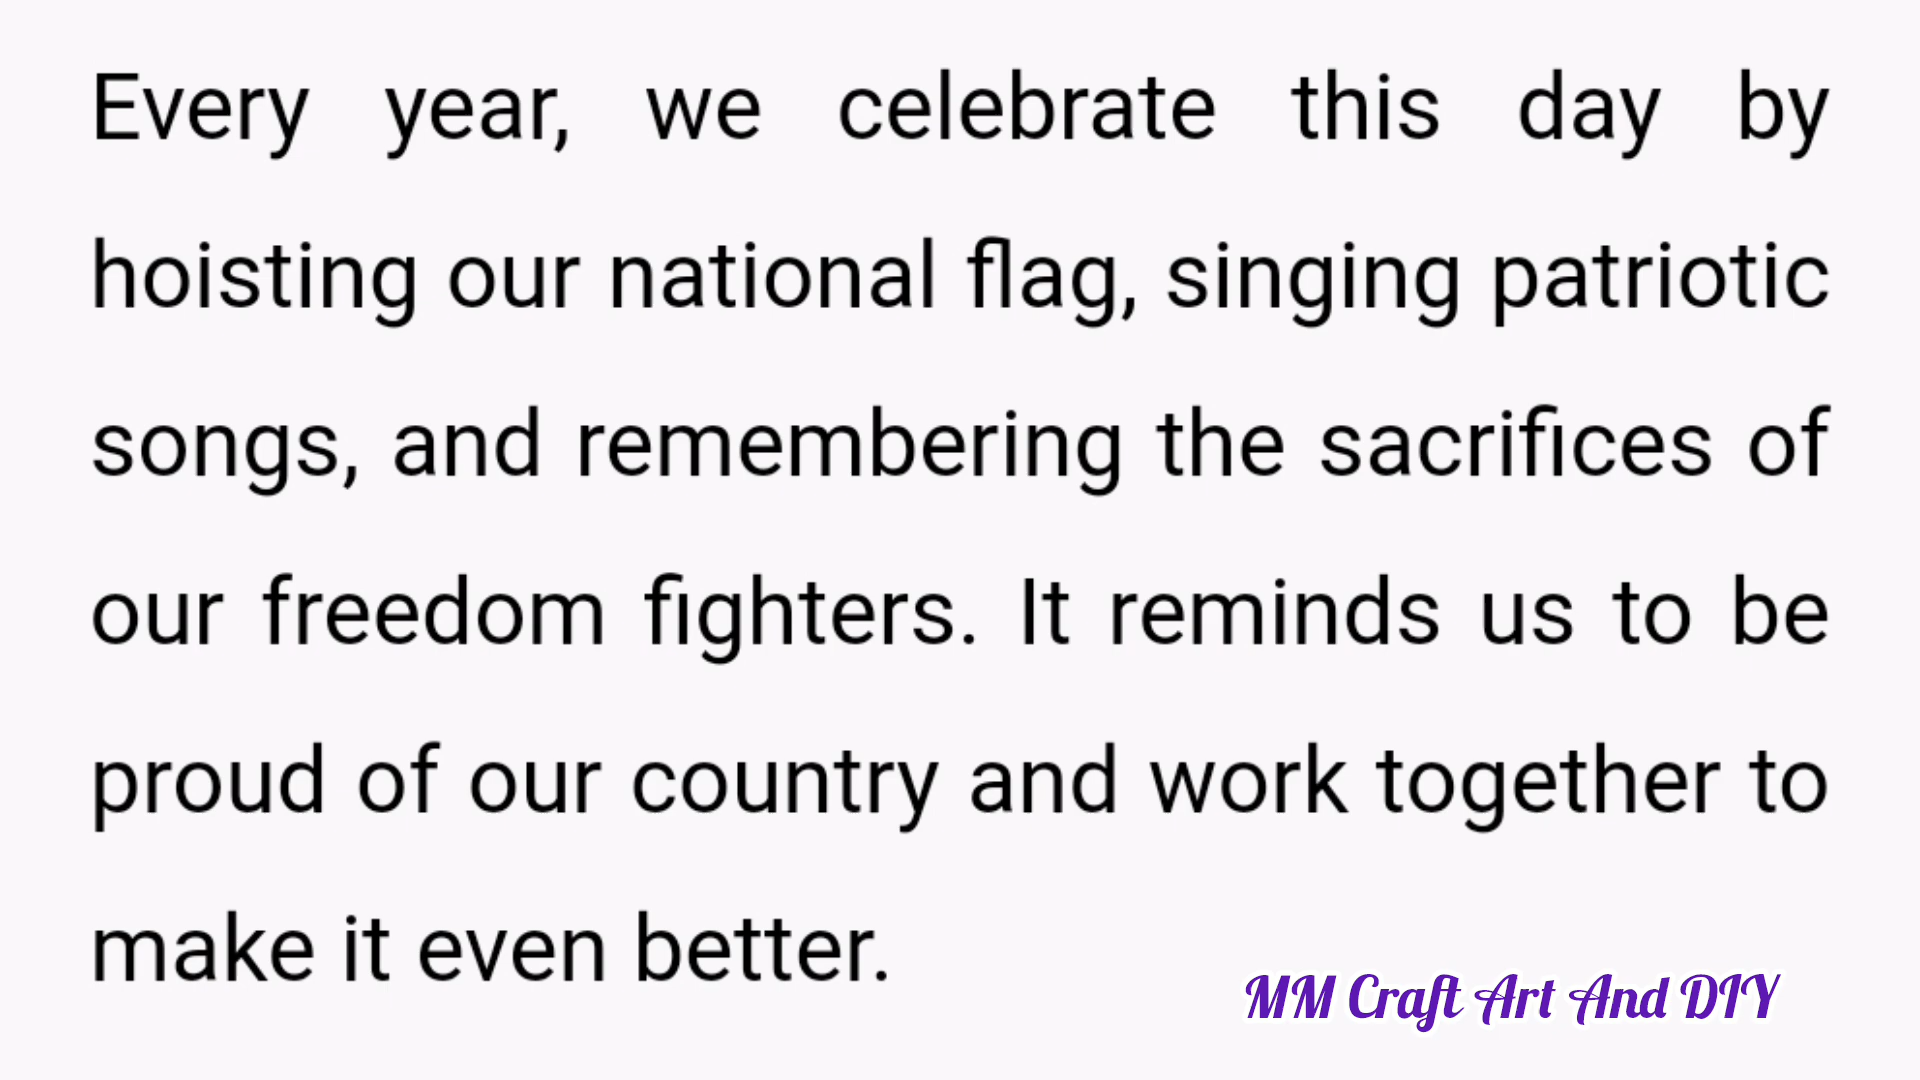 Every year, we celebrate this day by
hoisting our national flag, singing patriotic
songs, and remembering the sacrifices of
our freedom fighters. It reminds us to be
proud of our country and work together to
make it even better.
MM Craft Art And DIY